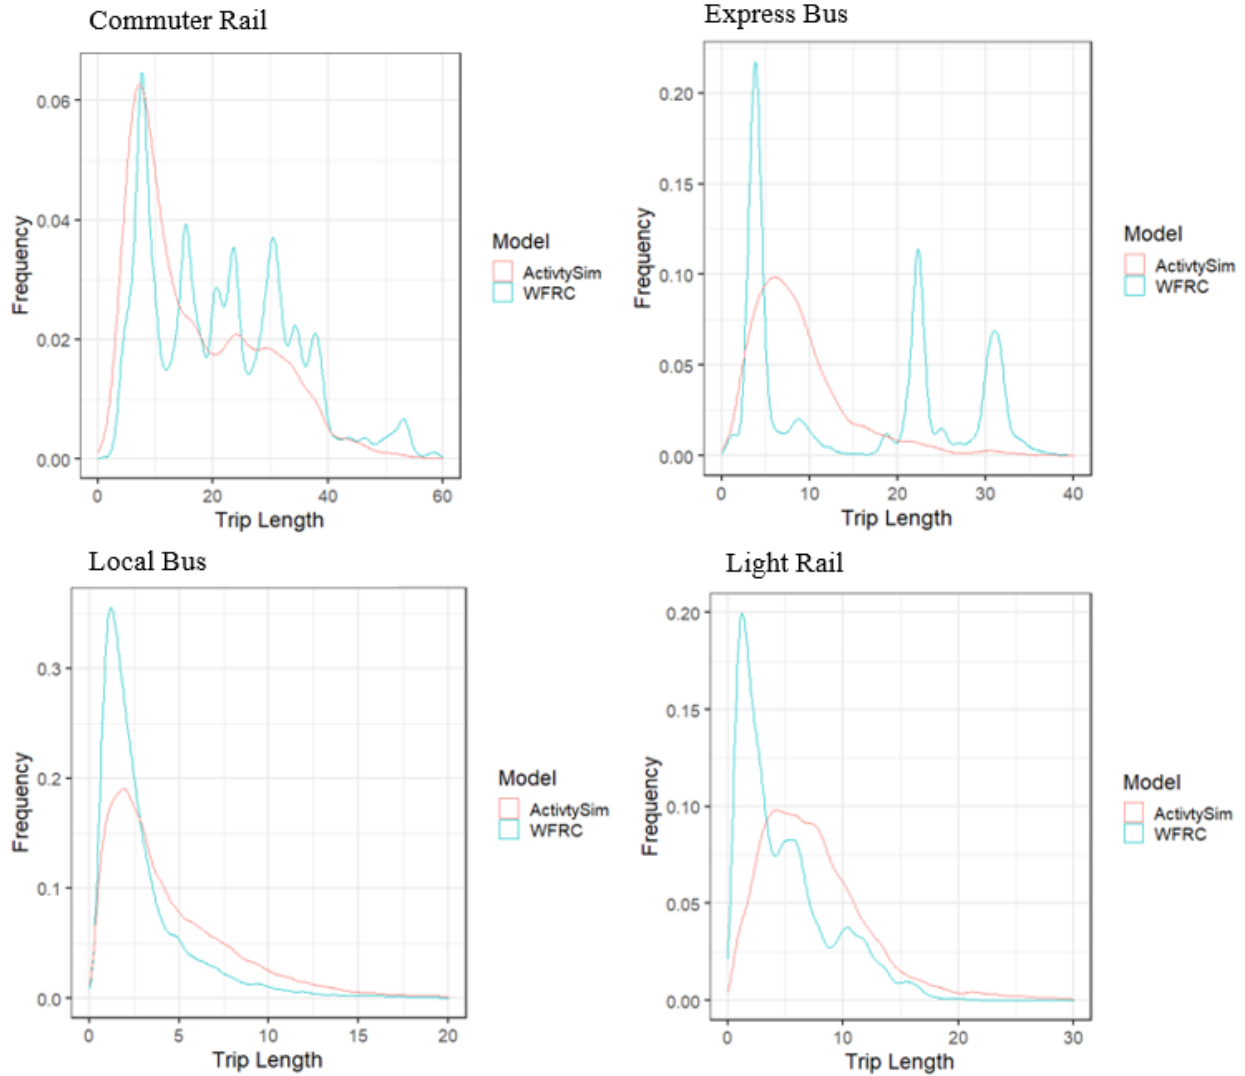 Commuter Rail
0.06
0.04
0.02
0.00
Frequency
0 20 40 60
Trip Length
Model
ActivtySim
WFRC
Express Bus
0.20
0.15
0.10
0.05
0.00
Frequency
0 10 20 30 40
Trip Length
Model
ActivtySim
WFRC
Local Bus
0.3
0.2
0.1
0.0
Frequency
0 5 10 15 20
Trip Length
Model
ActivtySim
WFRC
Light Rail
0.20
0.15
0.10
0.05
0.00
Frequency
0 10 20 30
Trip Length
Model
ActivtySim
WFRC